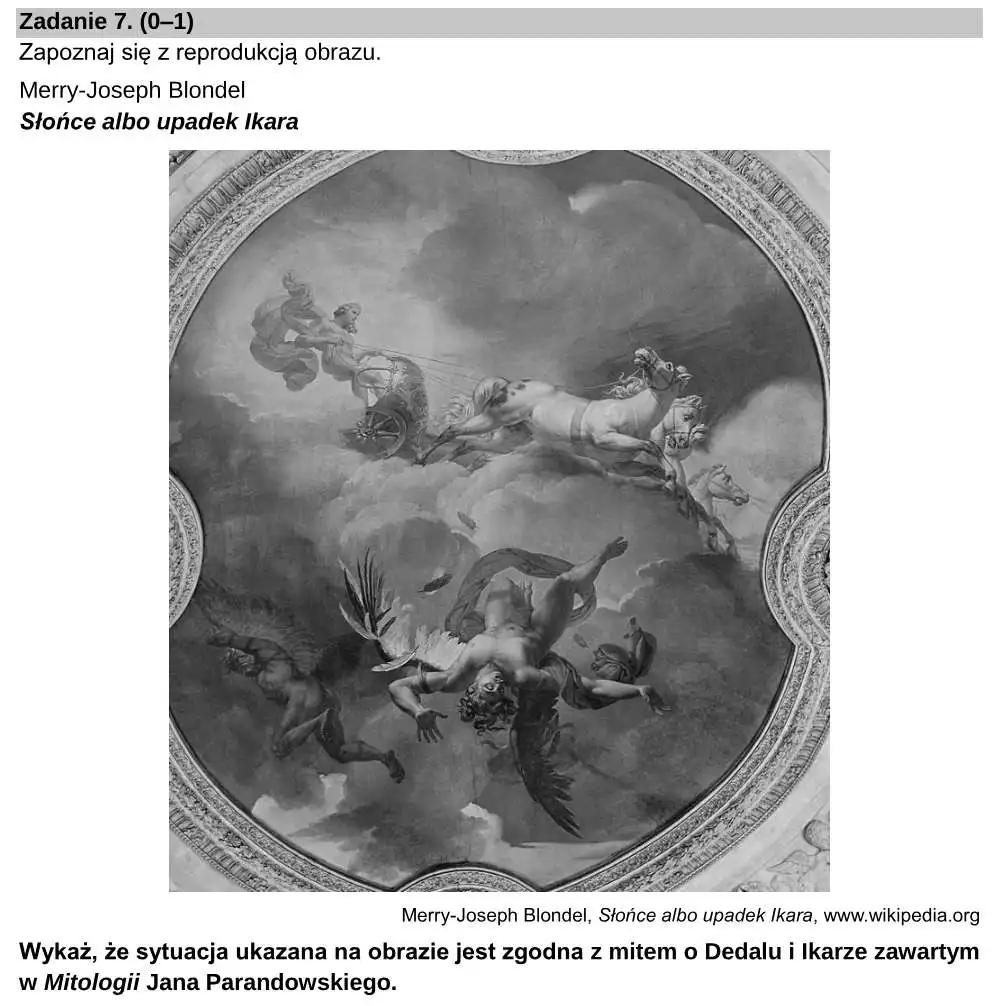 Zadanie 7. (0–1)
Zapoznaj się z reprodukcją obrazu.
Merry-Joseph Blondel
Słońce albo upadek Ikara
Merry-Joseph Blondel, Słońce albo upadek Ikara, www.wikipedia.org
Wykaż, że sytuacja ukazana na obrazie jest zgodna z mitem o Dedalu i Ikarze zawartym
w Mitologii Jana Parandowskiego.